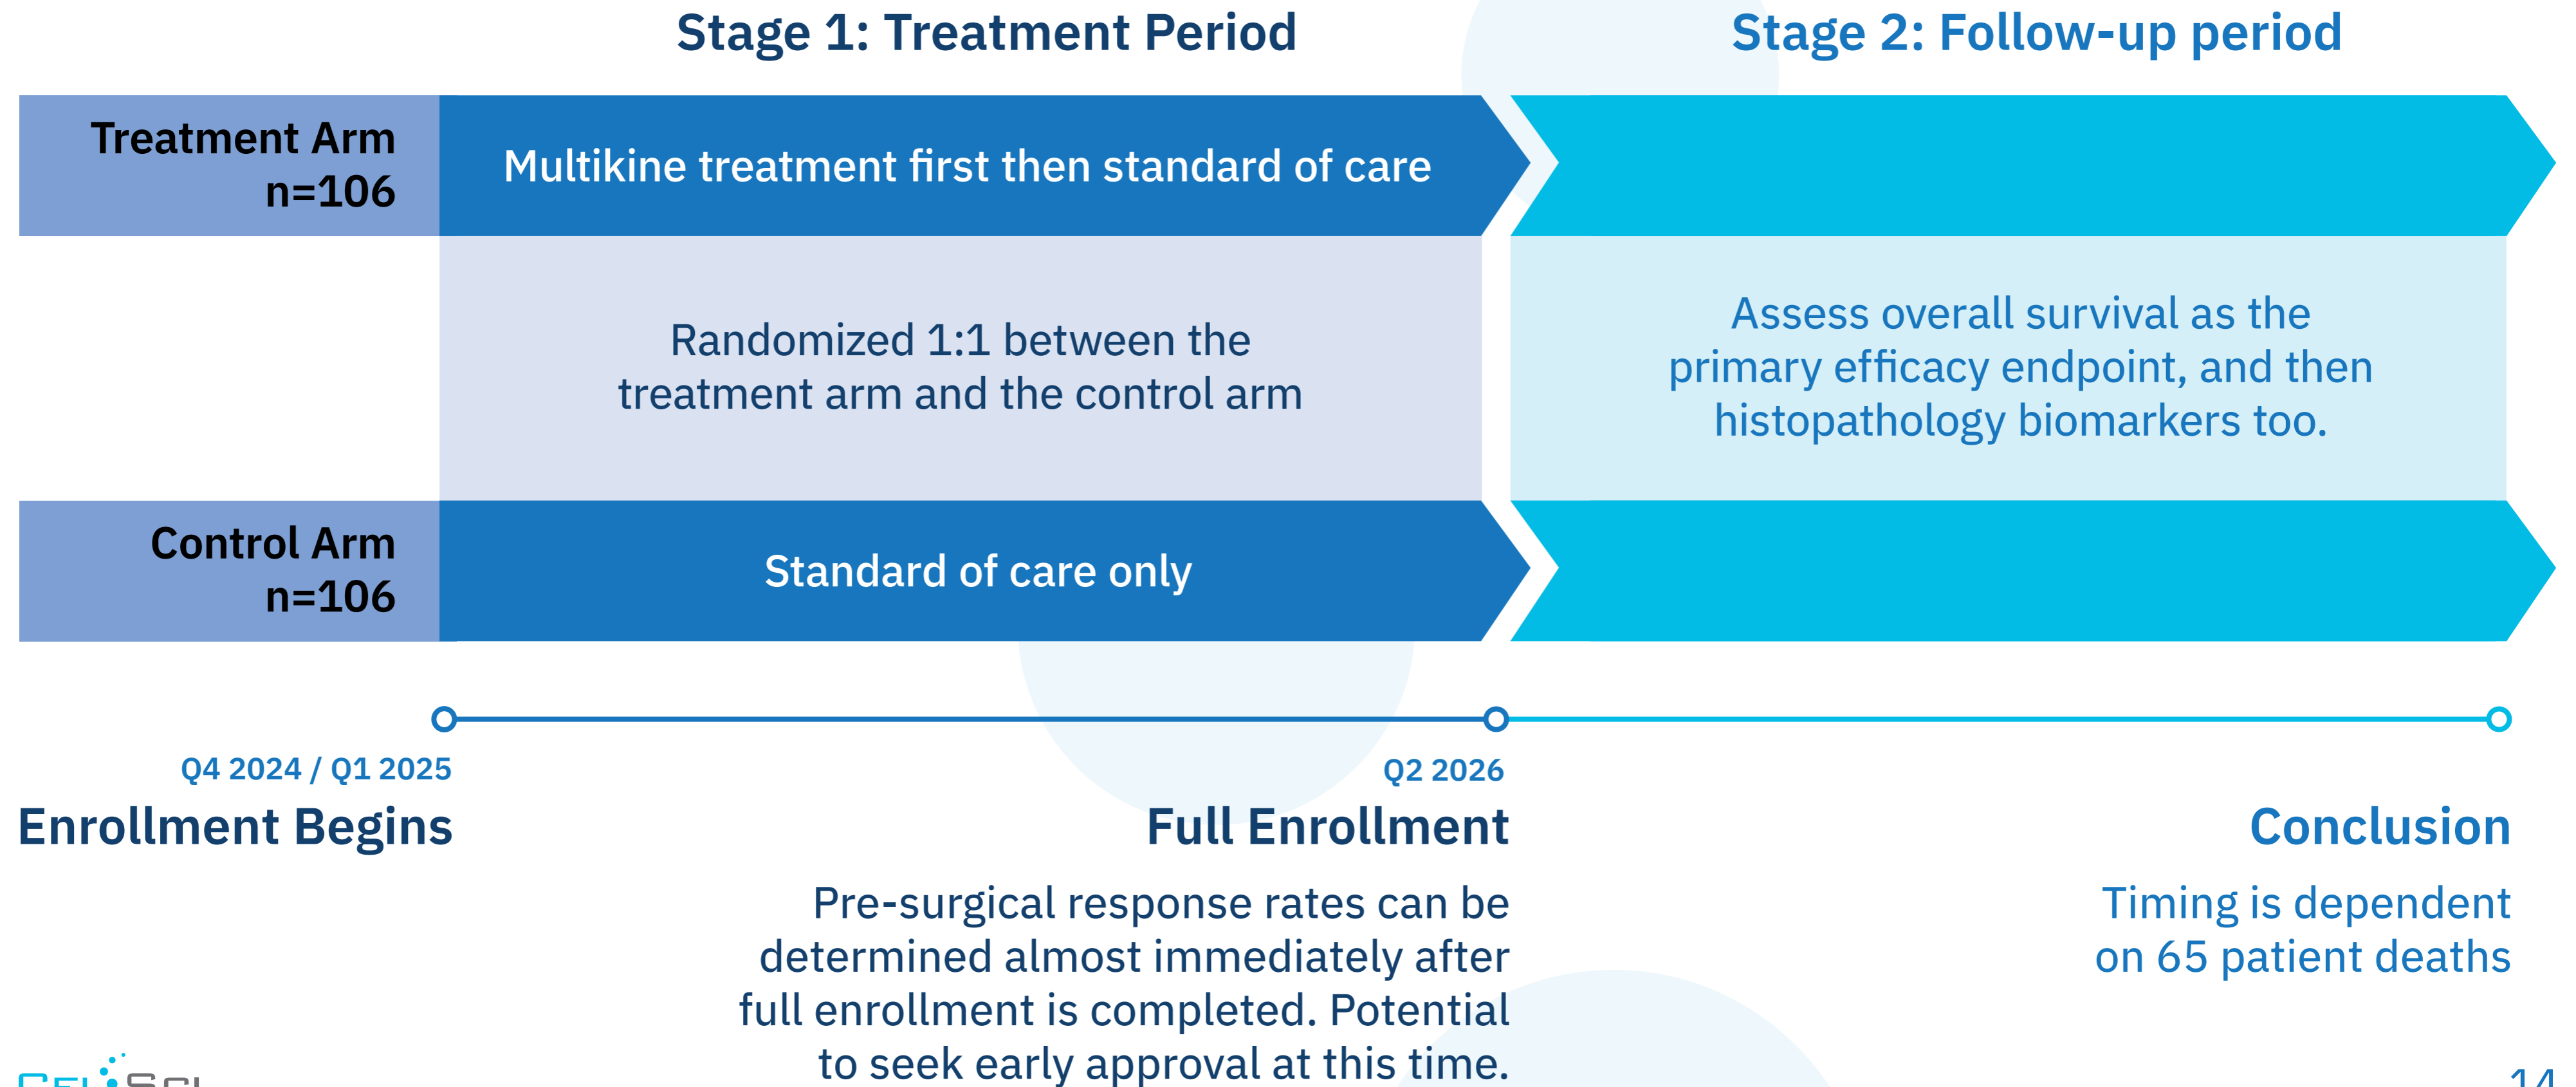 Stage 1: Treatment Period
Stage 2: Follow-up period
Treatment Arm
n=106
Multikine treatment first then standard of care
Randomized 1:1 between the
treatment arm and the control arm
Assess overall survival as the
primary efficacy endpoint, and then
histopathology biomarkers too.
Control Arm
n=106
Standard of care only
Q4 2024 / Q1 2025
Enrollment Begins
Q2 2026
Full Enrollment
Pre-surgical response rates can be
determined almost immediately after
full enrollment is completed. Potential
to seek early approval at this time.
Conclusion
Timing is dependent
on 65 patient deaths
CEL SCI
14